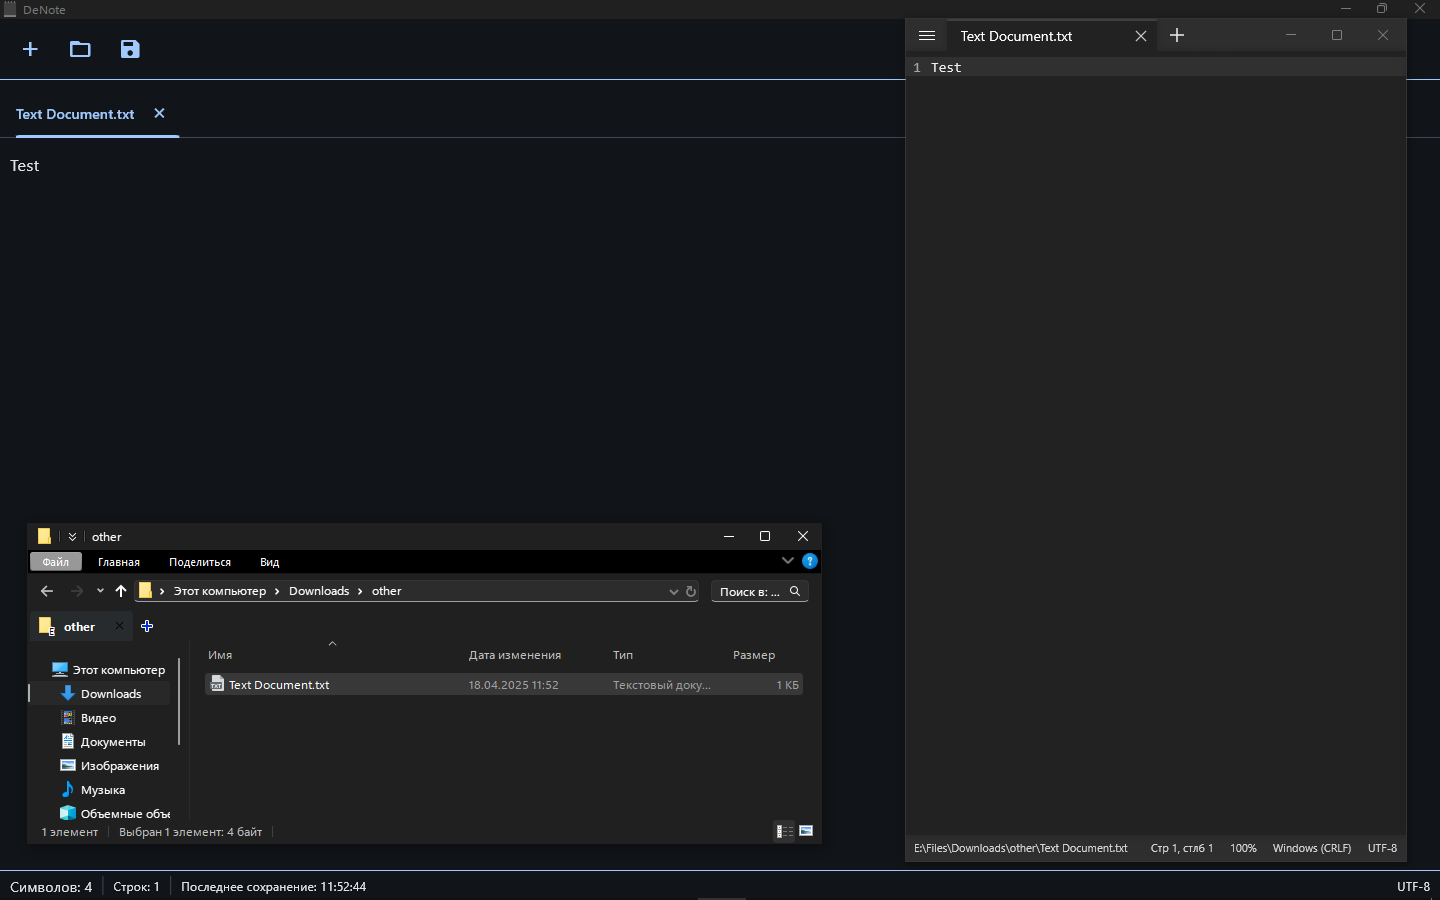 DeNote
Text Document.txt
Test
Text Document.txt
1 Test
other
Файл Главная Поделиться Вид
Этот компьютер Downloads other
Поиск в: ...
other
Имя Дата изменения Тип Размер
Text Document.txt 18.04.2025 11:52 Текстовый доку... 1 КБ
Этот компьютер
Downloads
Видео
Документы
Изображения
Музыка
Объемные объе
1 элемент Выбран 1 элемент: 4 байт
E:\Files\Downloads\other\Text Document.txt Стр 1, стлб 1 100% Windows (CRLF) UTF-8
Символов: 4 Строк: 1 Последнее сохранение: 11:52:44 UTF-8